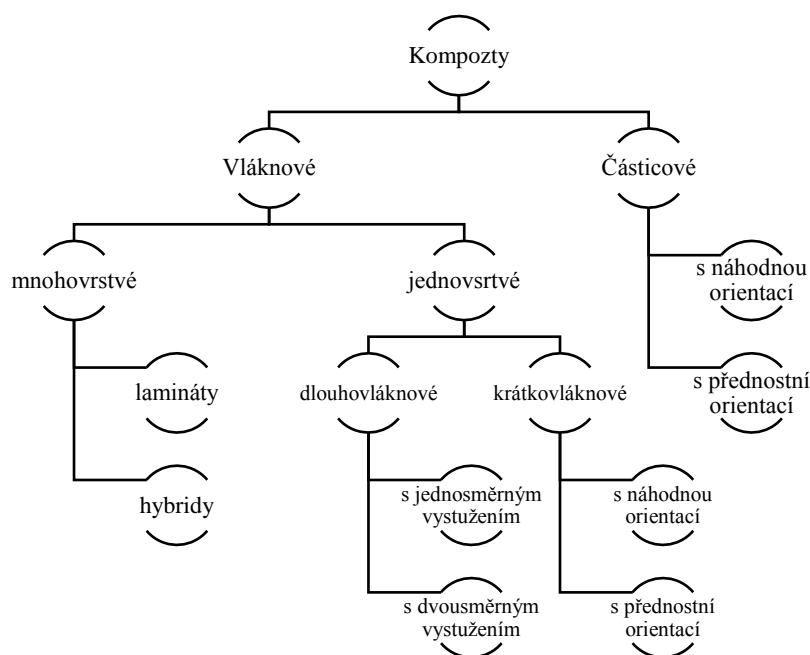 Kompozty
Vláknové
Částicové
mnohovrstvé
jednovsrtvé
s náhodnou
orientací
lamináty
dlouhovláknové
krátkovláknové
s přednostní
orientací
hybridy
s jednosměrným
vystužením
s náhodnou
orientací
s dvousměrným
vystužením
s přednostní
orientací